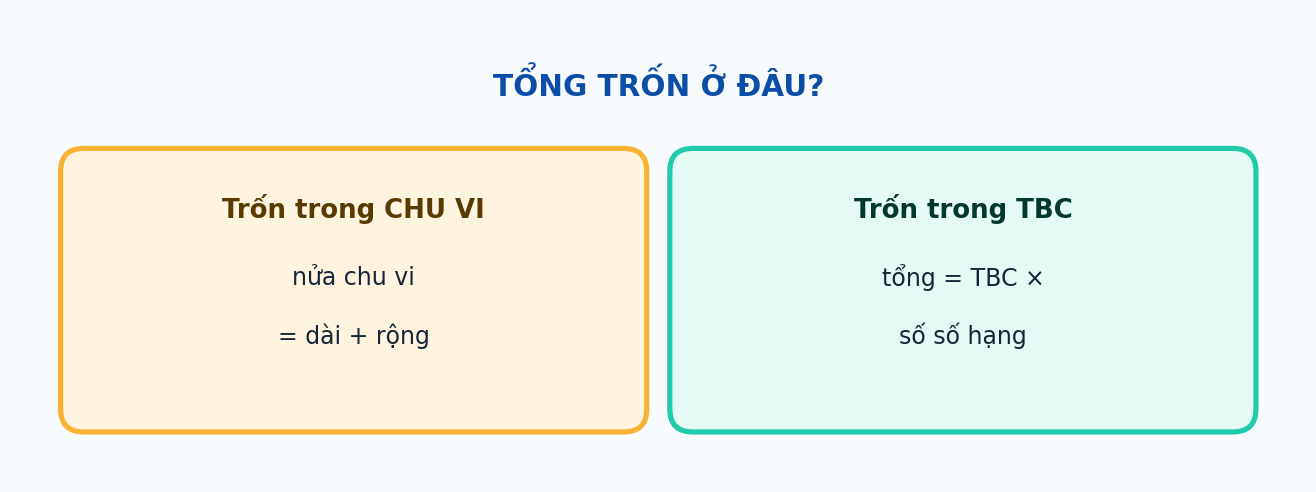 TỔNG TRỐN Ở ĐÂU?
Trốn trong CHU VI
nửa chu vi
= dài + rộng
Trốn trong TBC
tổng = TBC ×
số số hạng